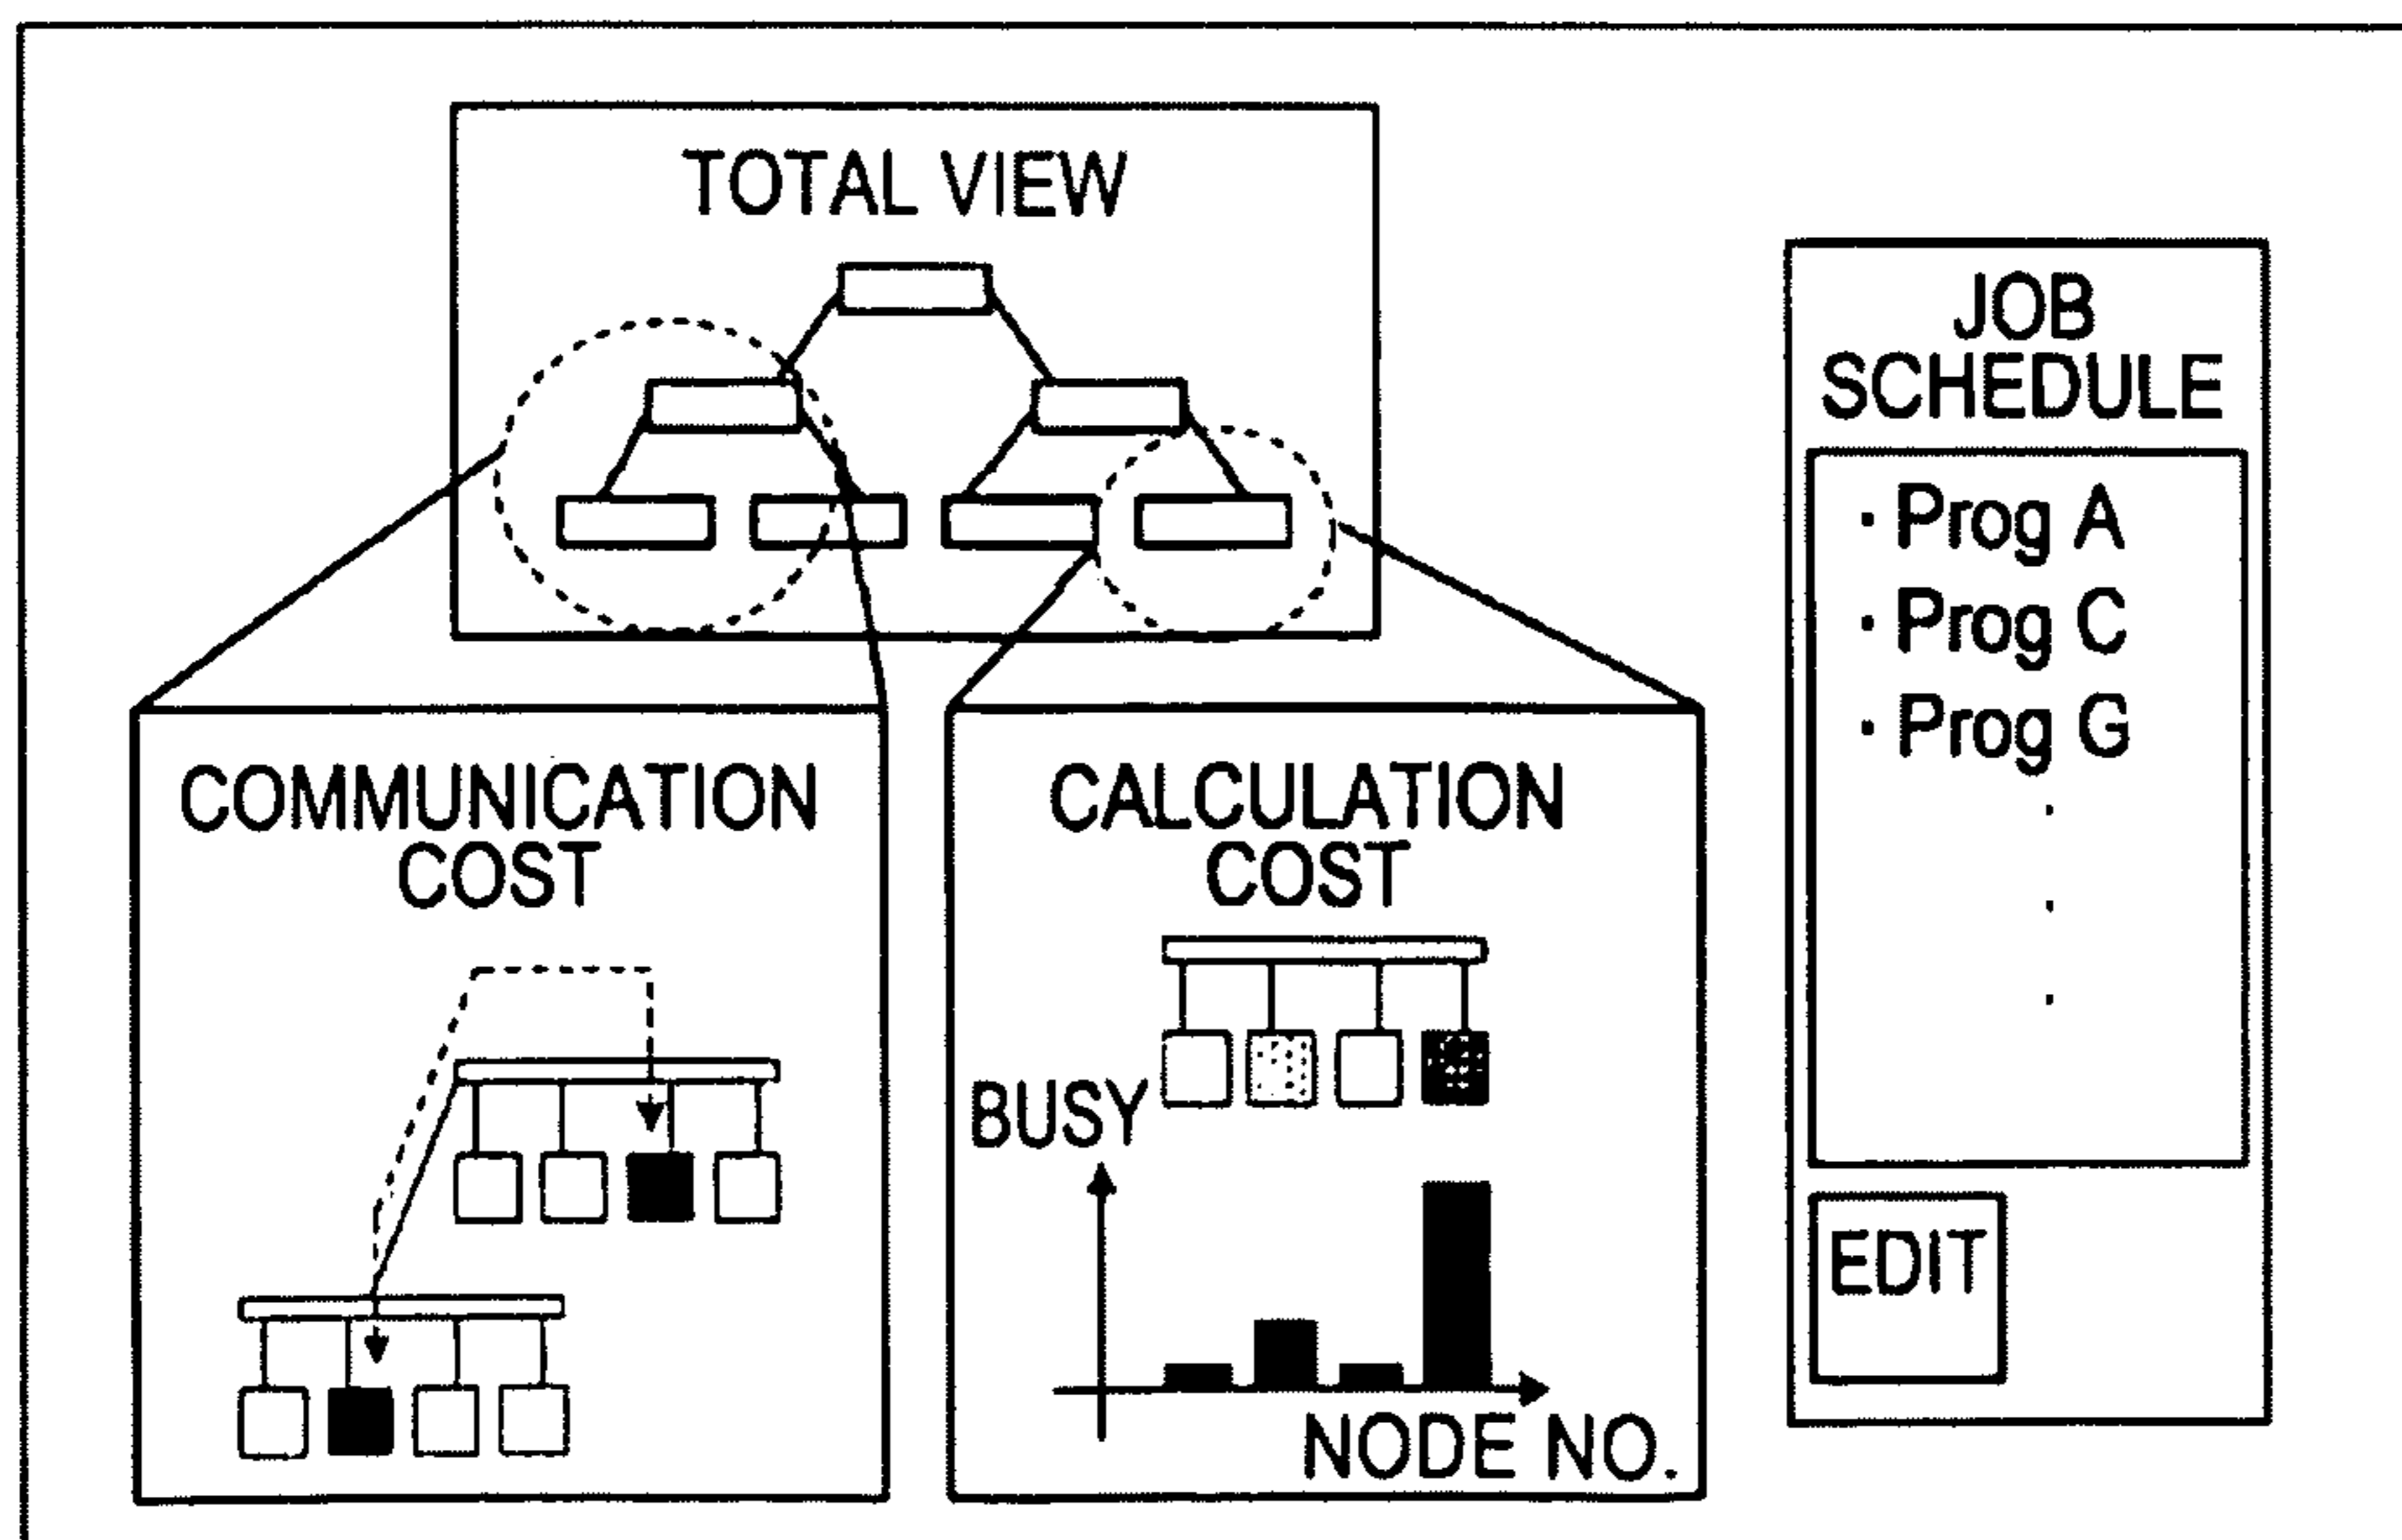 TOTAL VIEW
JOB
SCHEDULE
· Prog A
· Prog C
· Prog G
.
.
.
EDIT
COMMUNICATION
COST
CALCULATION
COST
BUSY
NODE NO.